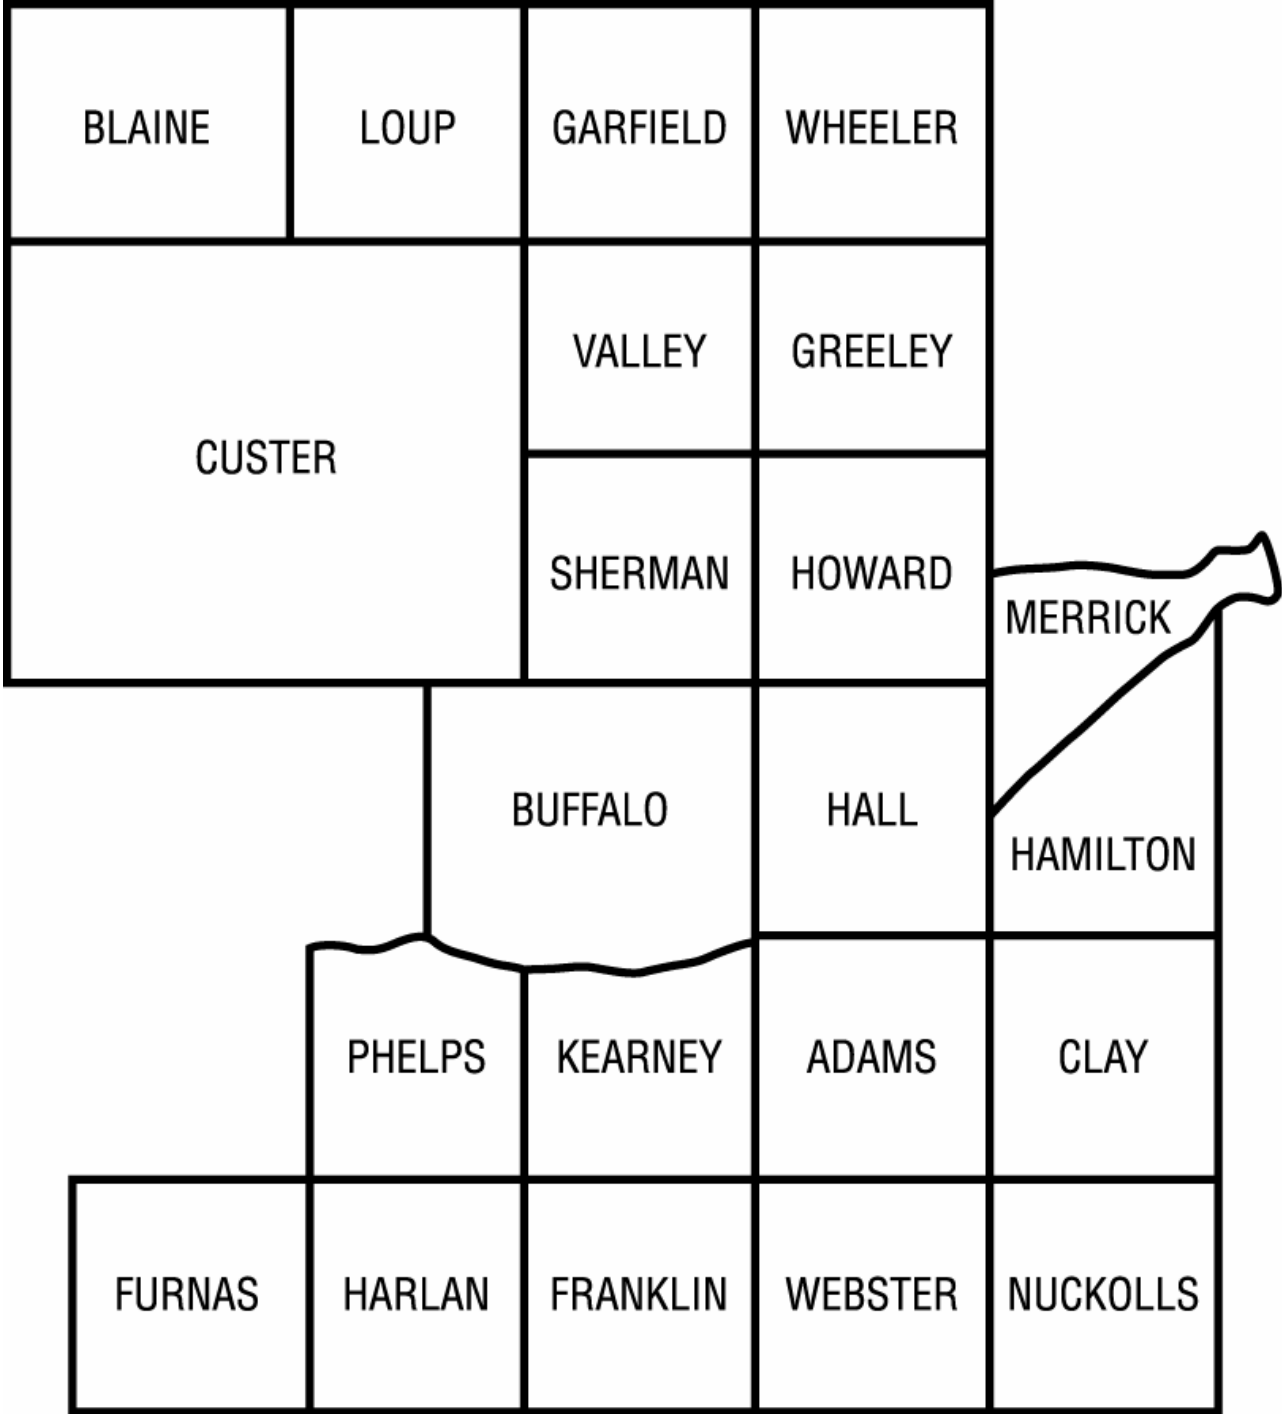 BLAINE LOUP GARFIELD WHEELER
VALLEY GREELEY
CUSTER
SHERMAN HOWARD
MERRICK
BUFFALO HALL
HAMILTON
PHELPS KEARNEY ADAMS CLAY
FURNAS HARLAN FRANKLIN WEBSTER NUCKOLLS